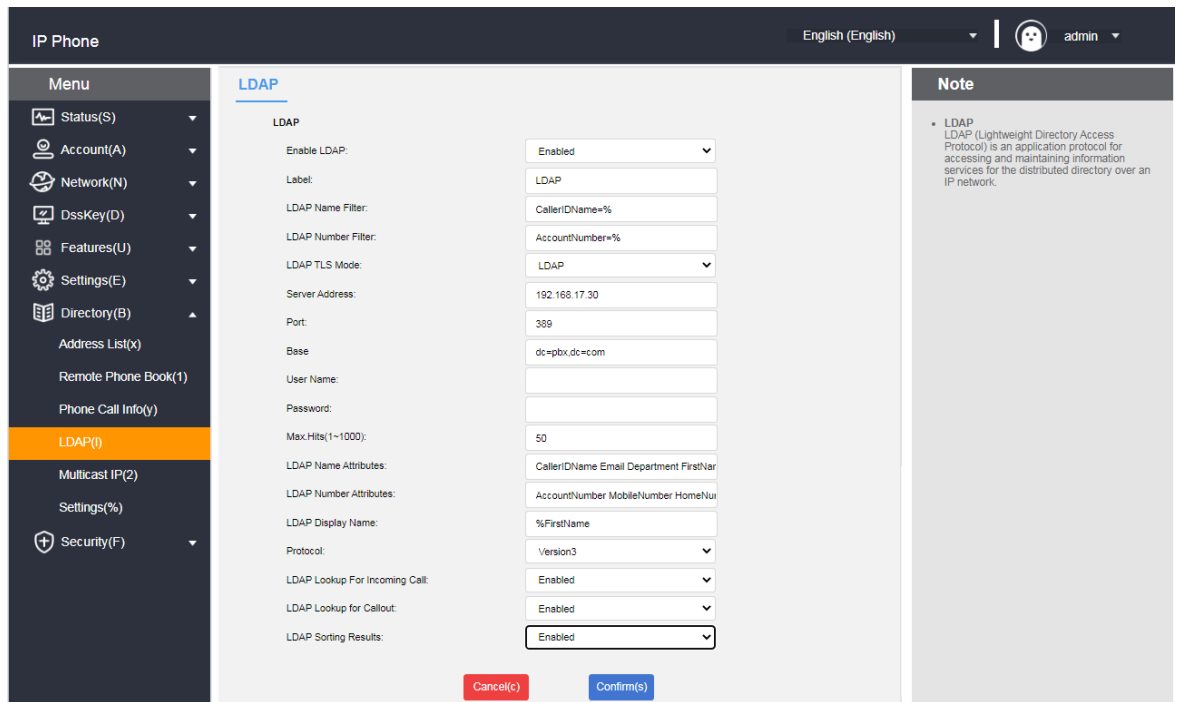 IP Phone
English (English)
admin
Menu
Status(S)
Account(A)
Network(N)
DssKey(D)
Features(U)
Settings(E)
Directory(B)
Address List(x)
Remote Phone Book(1)
Phone Call Info(y)
LDAP(l)
Multicast IP(2)
Settings(%)
Security(F)
LDAP
LDAP
Enable LDAP: Enabled
Label: LDAP
LDAP Name Filter: CallerIDName=%
LDAP Number Filter: AccountNumber=%
LDAP TLS Mode: LDAP
Server Address: 192.168.17.30
Port: 389
Base dc=pbx,dc=com
User Name:
Password:
Max.Hits(1~1000): 50
LDAP Name Attributes: CallerIDName Email Department FirstNar
LDAP Number Attributes: AccountNumber MobileNumber HomeNu
LDAP Display Name: %FirstName
Protocol: Version3
LDAP Lookup For Incoming Call: Enabled
LDAP Lookup for Callout: Enabled
LDAP Sorting Results: Enabled
Cancel(c) Confirm(s)
Note
• LDAP
LDAP (Lightweight Directory Access
Protocol) is an application protocol for
accessing and maintaining information
services for the distributed directory over an
IP network.